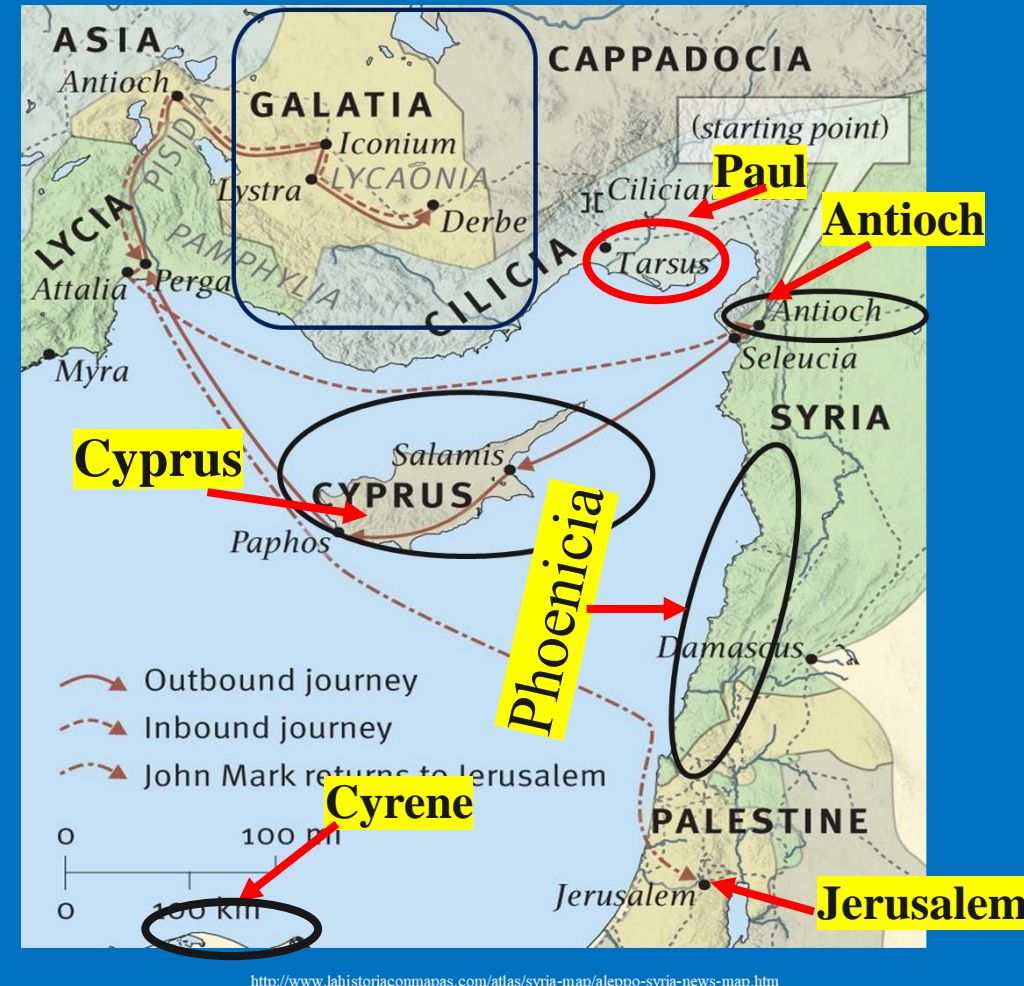 ASIA
CAPPADOCIA
Antioch
GALATIA
(starting point)
PISIDIA
Iconium
Paul
Lystra
LYCAONIA
Cilician
Antioch
LYCIA
Derbe
PAMPHYLIA
CILICIA
Tarsus
Attalia
Perga
Antioch
Seleucia
Myra
SYRIA
Cyprus
Salamis
CYPRUS
Phoenicia
Paphos
Damascus
Outbound journey
Inbound journey
John Mark returns to Jerusalem
Cyrene
PALESTINE
0 100 mi
0 100 km
Jerusalem
Jerusalem
http://www.lahistoriaconmapas.com/atlas/syria-map/aleppo-syria-news-map.htm